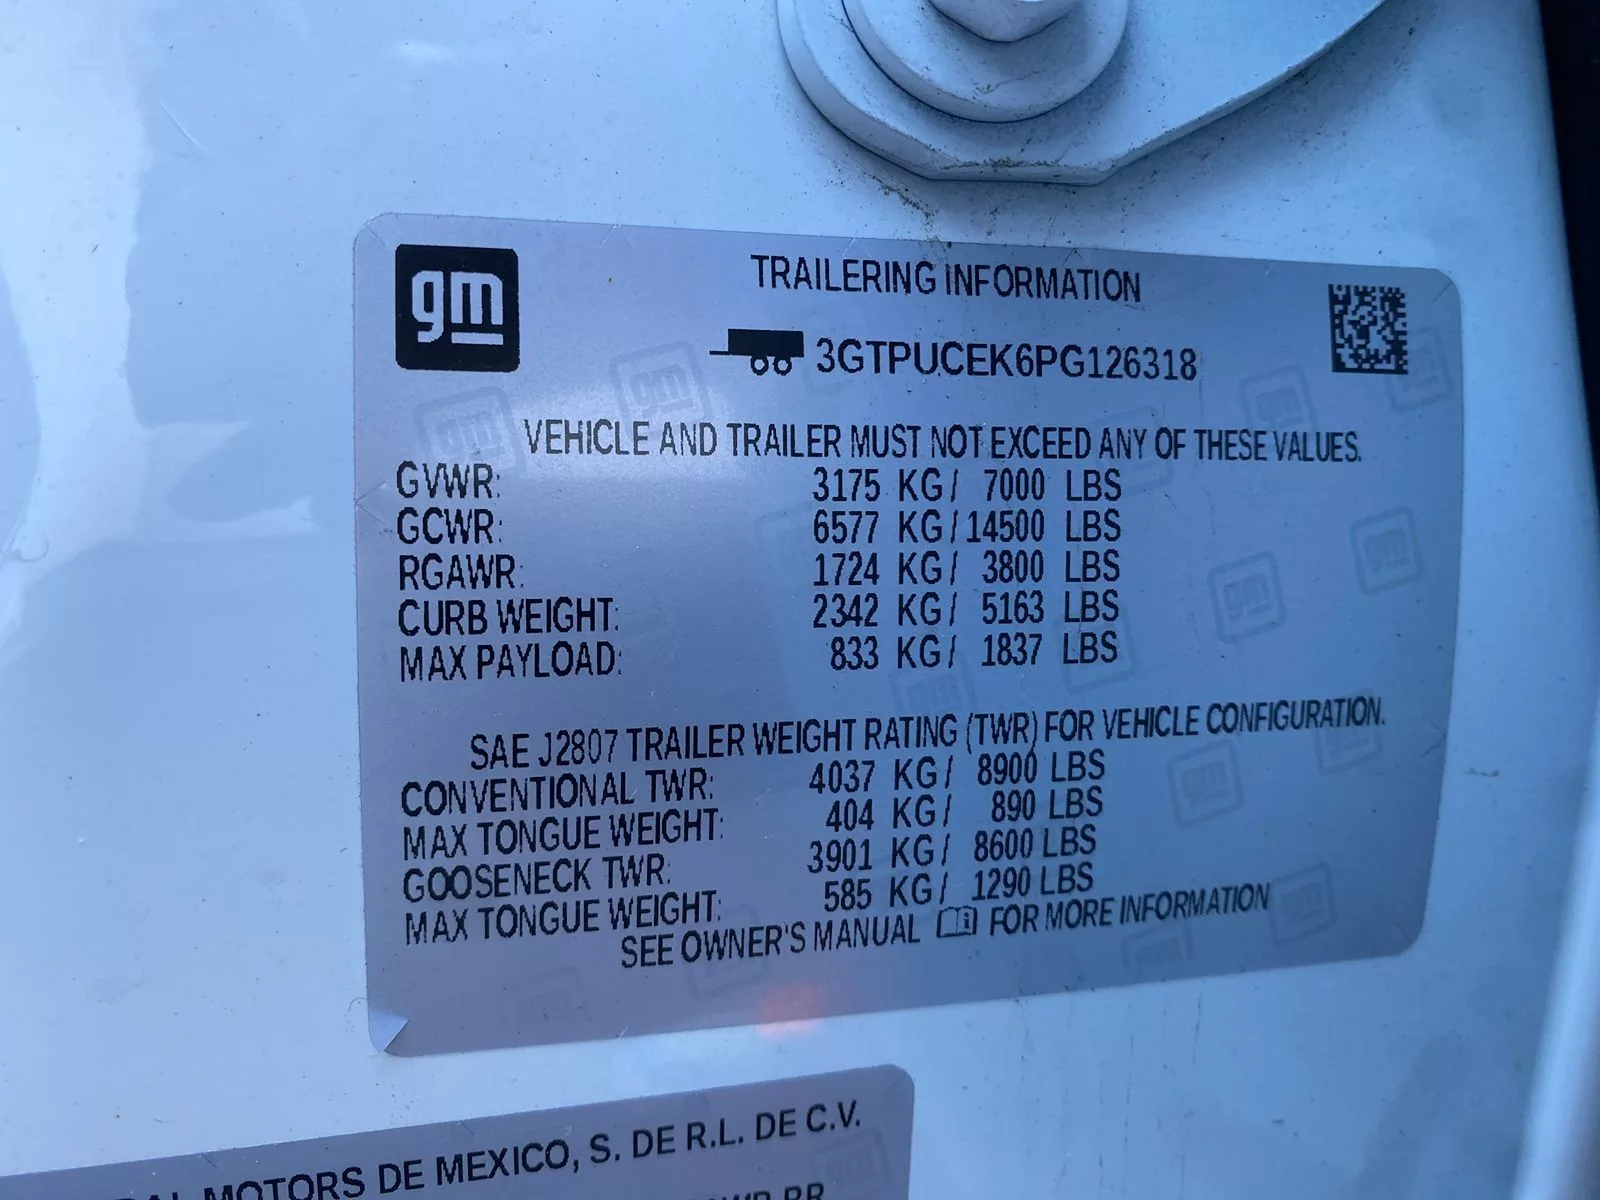 gm
TRAILERING INFORMATION
3GTPUCEK6PG126318
VEHICLE AND TRAILER MUST NOT EXCEED ANY OF THESE VALUES.
GVWR: 3175 KG/ 7000 LBS
GCWR: 6577 KG/14500 LBS
RGAWR: 1724 KG/ 3800 LBS
CURB WEIGHT: 2342 KG/ 5163 LBS
MAX PAYLOAD: 833 KG/ 1837 LBS
SAE J2807 TRAILER WEIGHT RATING (TWR) FOR VEHICLE CONFIGURATION.
CONVENTIONAL TWR: 4037 KG/ 8900 LBS
MAX TONGUE WEIGHT: 404 KG/ 890 LBS
GOOSENECK TWR: 3901 KG/ 8600 LBS
MAX TONGUE WEIGHT: 585 KG/ 1290 LBS
SEE OWNER'S MANUAL FOR MORE INFORMATION
MOTORS DE MEXICO, S. DE R.L. DE C.V.
RR